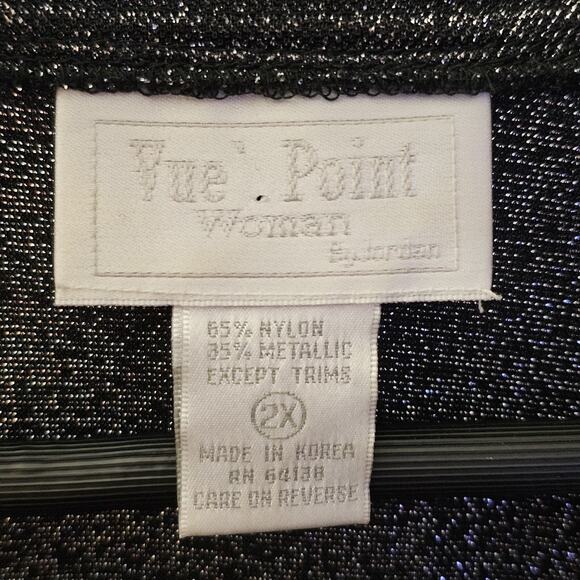 Vue'. Point
Woman
By Jordan
65% NYLON
35% METALLIC
EXCEPT TRIMS
2X
MADE IN KOREA
RN 64138
CARE ON REVERSE